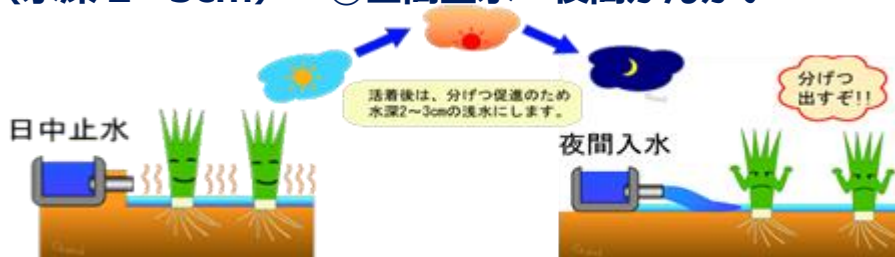 活着後は、分げつ促進のため
水深2～3cmの浅水にします。
分げつ
出すぞ!!
日中止水
夜間入水